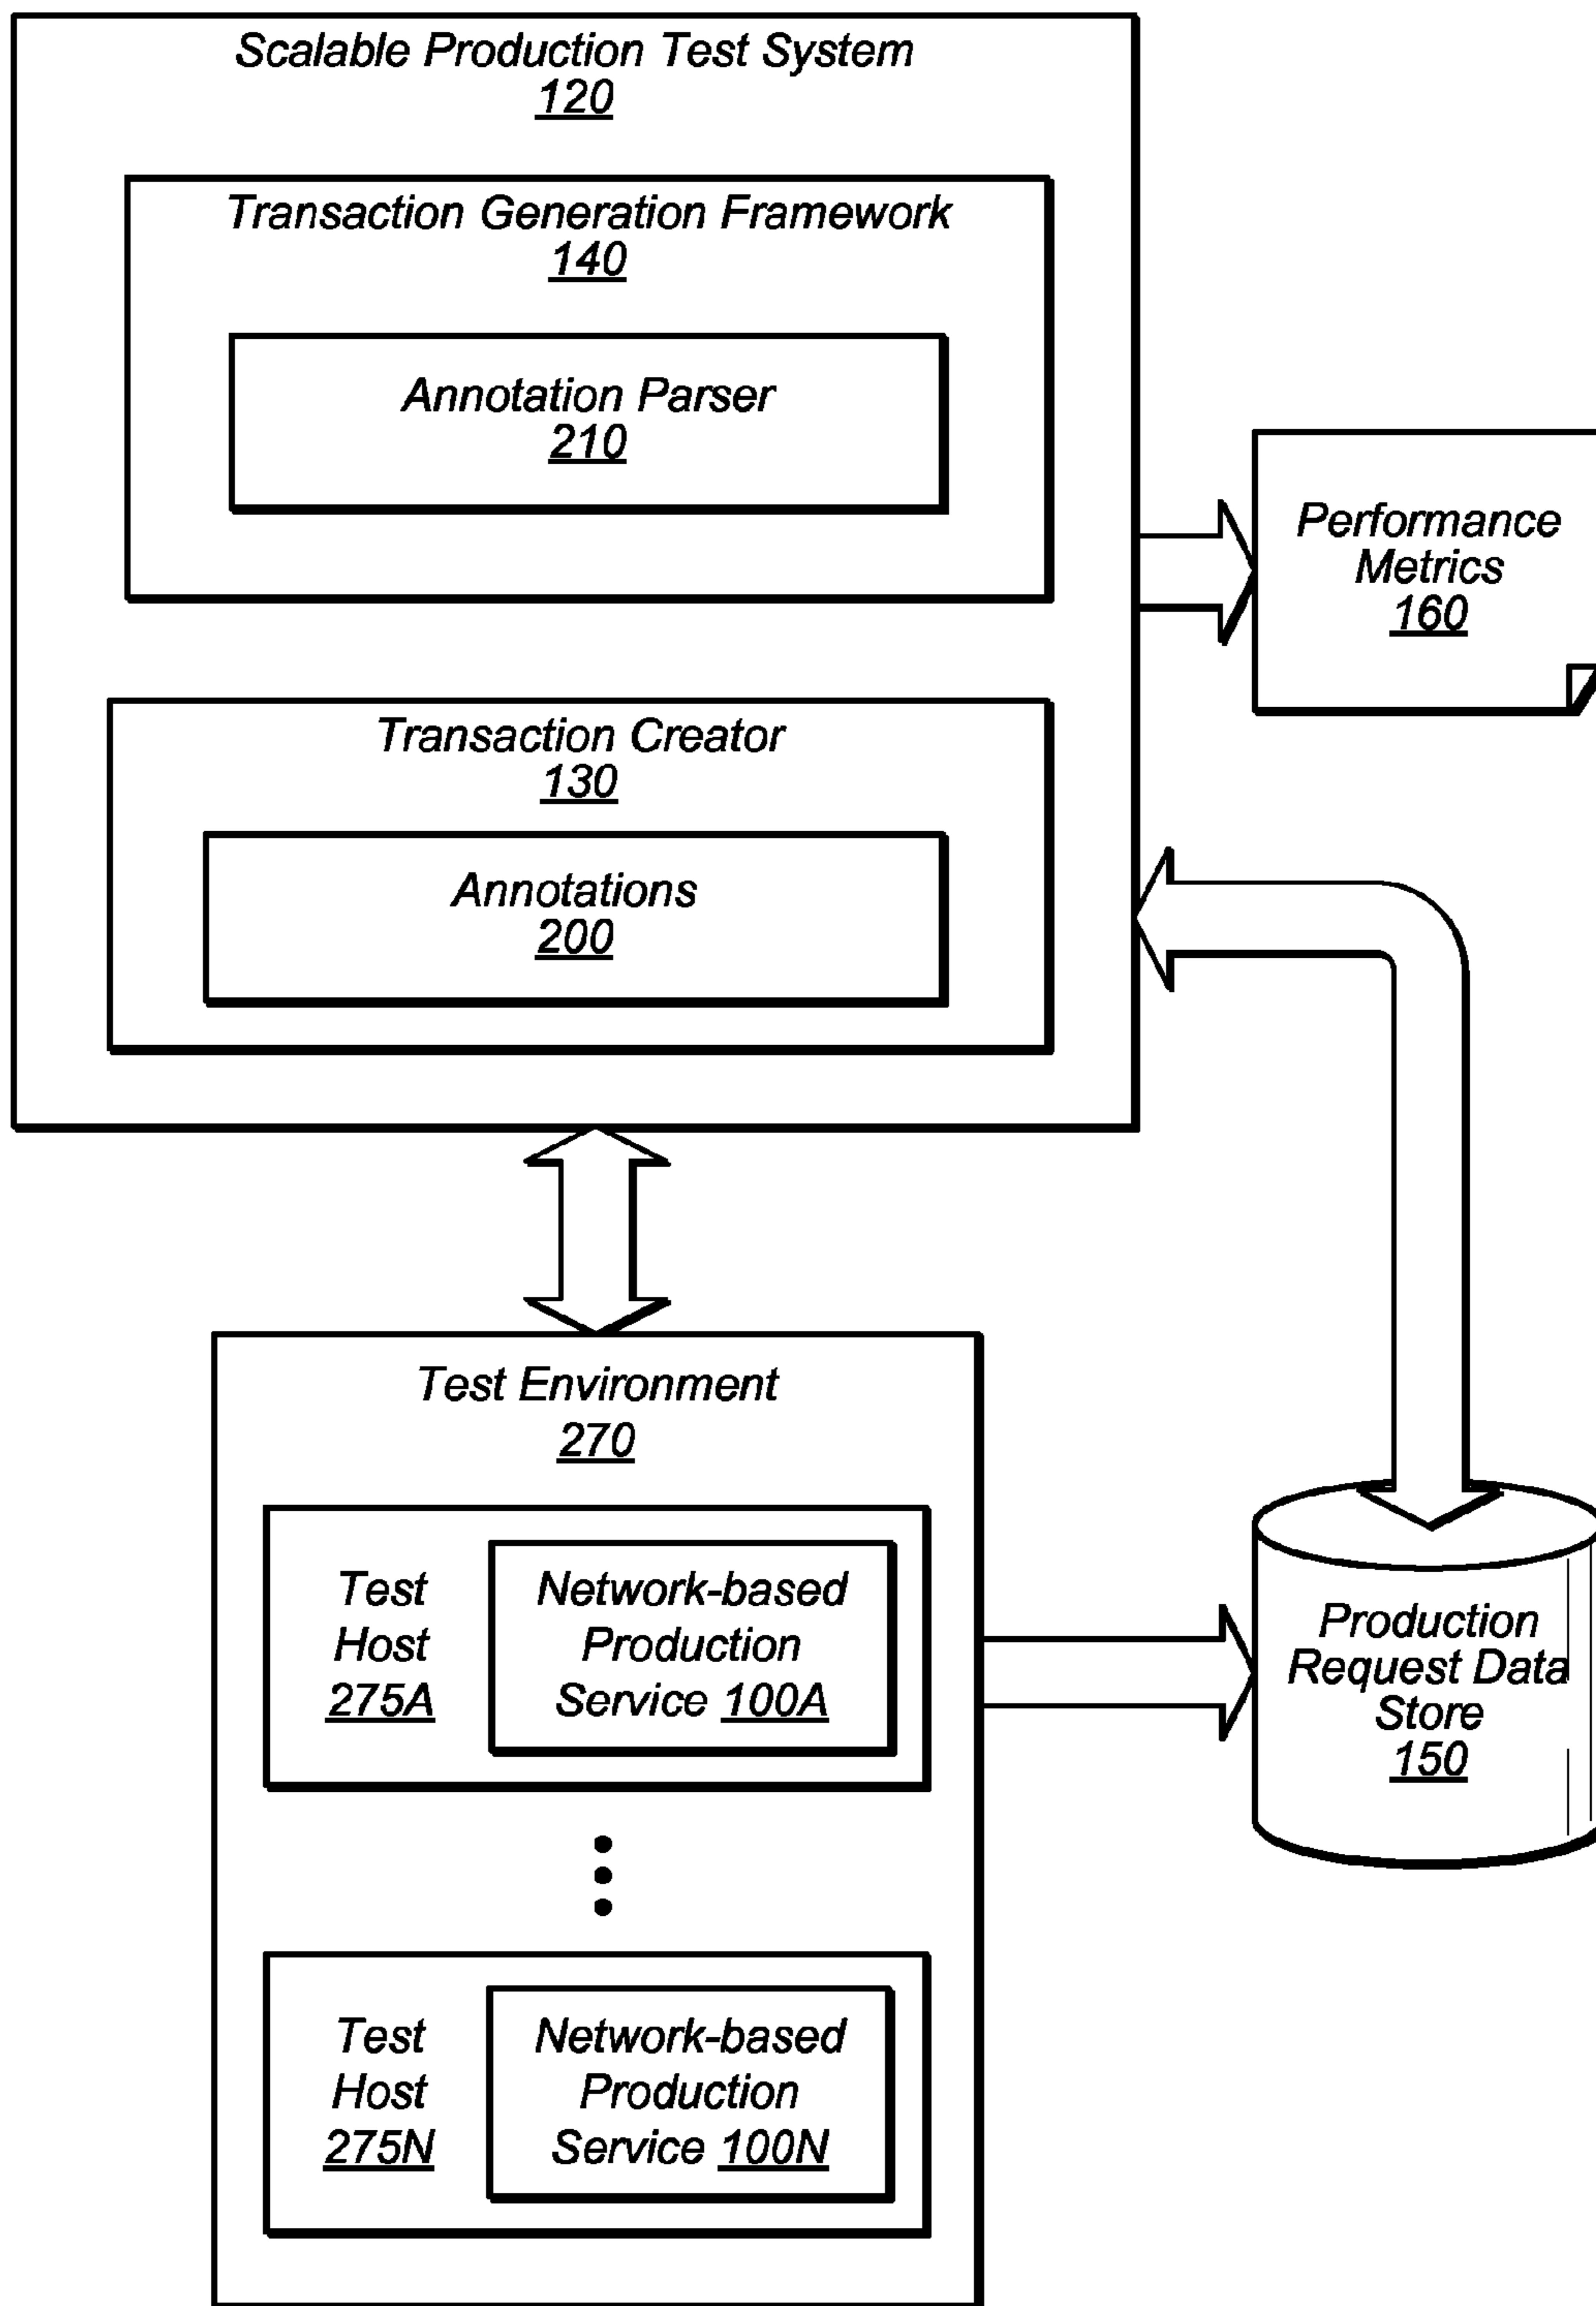 Scalable Production Test System
120
Transaction Generation Framework
140
Annotation Parser
210
Performance
Metrics
160
Transaction Creator
130
Annotations
200
Test Environment
270
Test
Host
275A
Network-based
Production
Service 100A
Production
Request Data
Store
150
Test
Host
275N
Network-based
Production
Service 100N